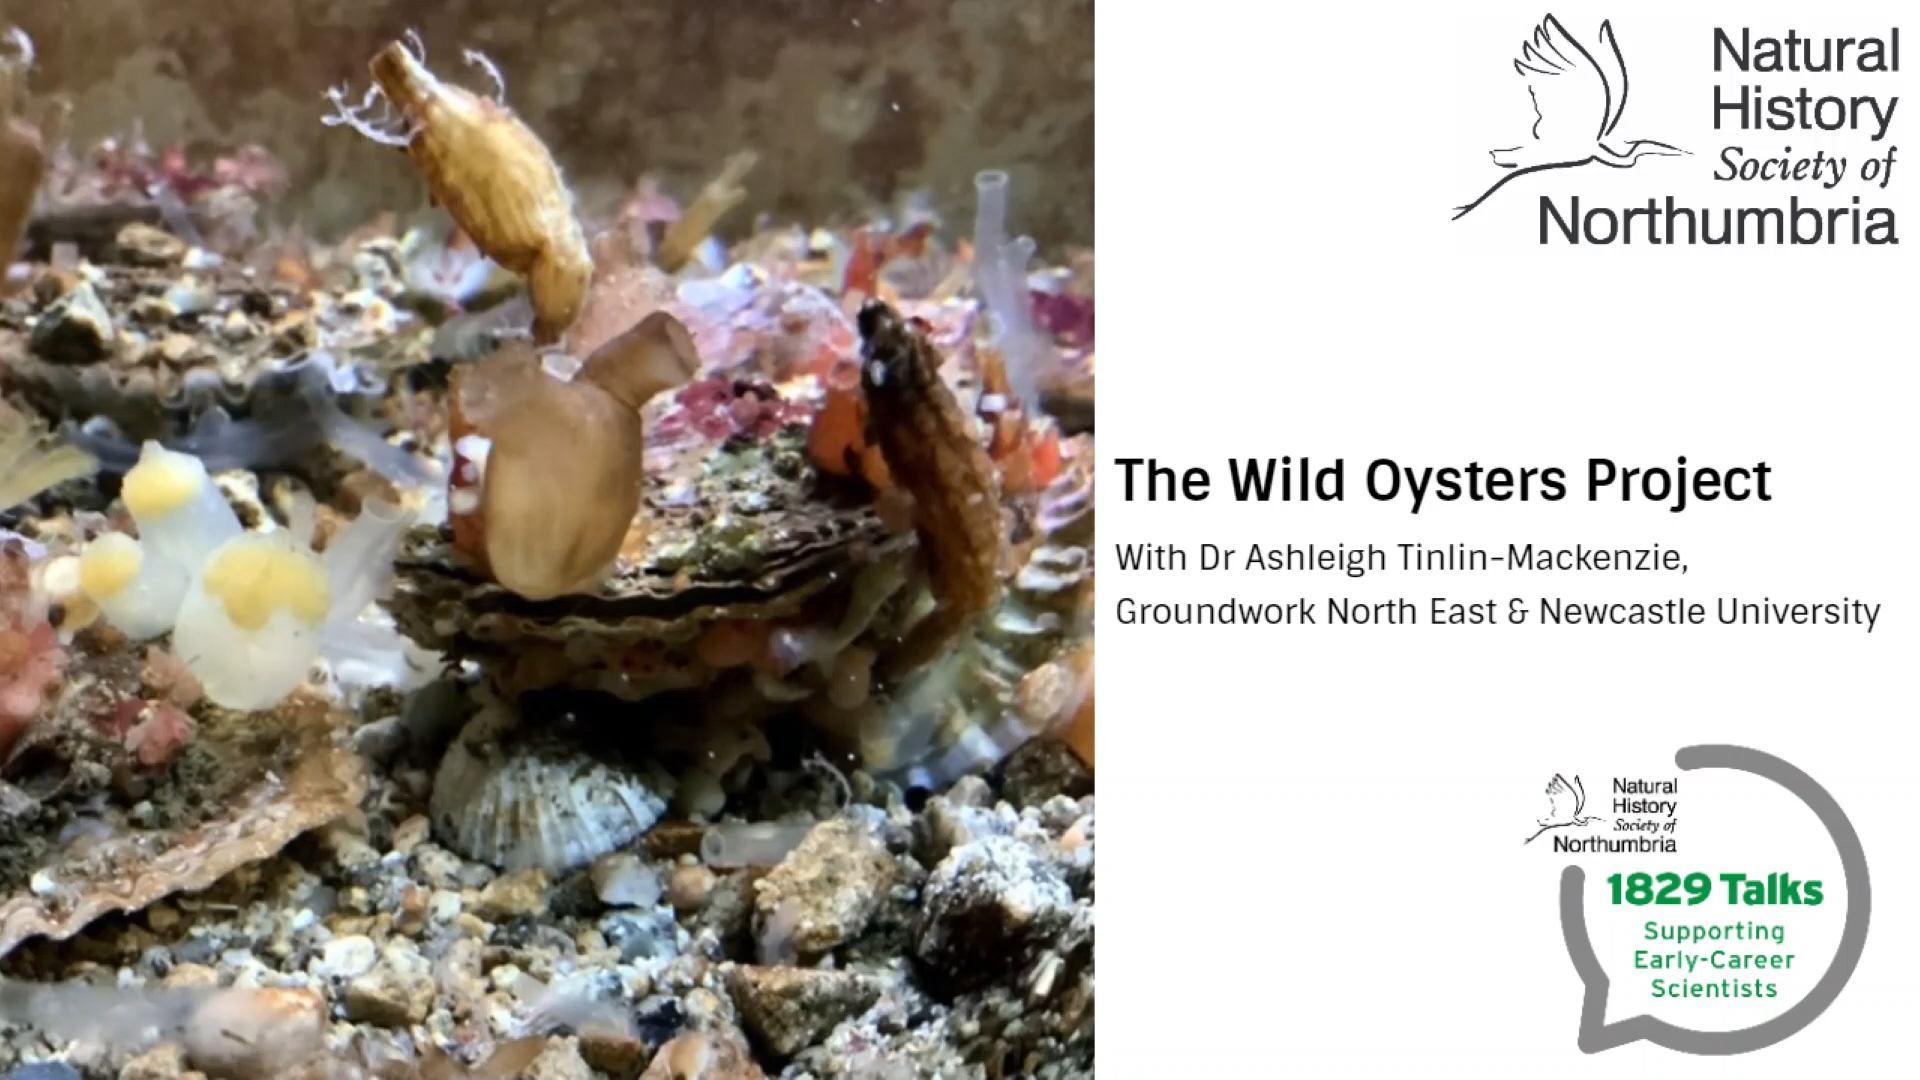 Natural
History
Society of
Northumbria
The Wild Oysters Project
With Dr Ashleigh Tinlin-Mackenzie,
Groundwork North East & Newcastle University
Natural
History
Society of
Northumbria
1829 Talks
Supporting
Early-Career
Scientists